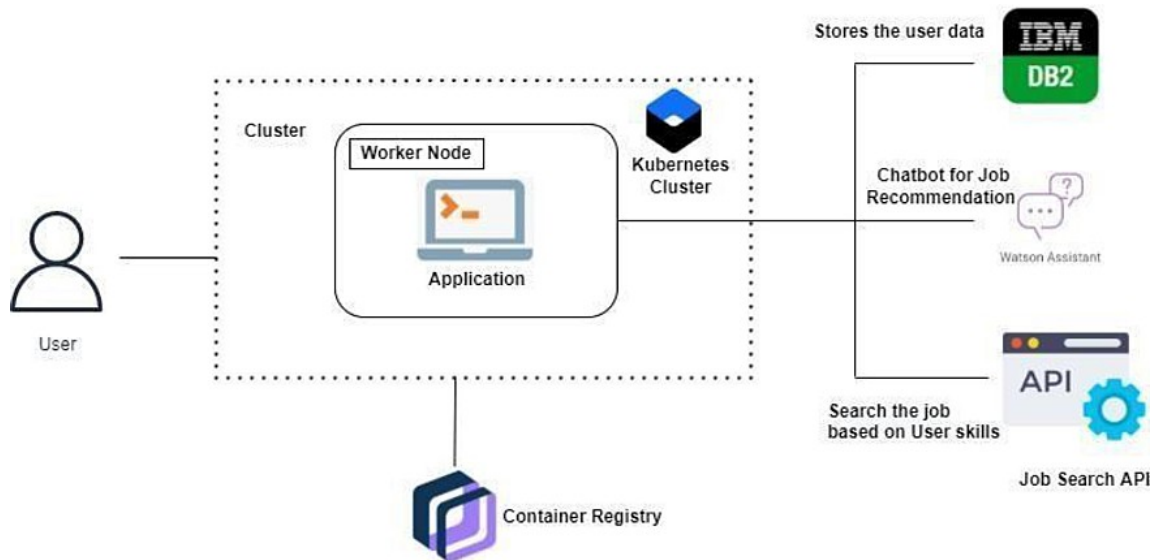 Stores the user data
IBM
DB2
Cluster
Worker Node
Kubernetes
Cluster
Application
User
Chatbot for Job
Recommendation
?
...
Watson Assistant
API
Search the job
based on User skills
Job Search API
Container Registry